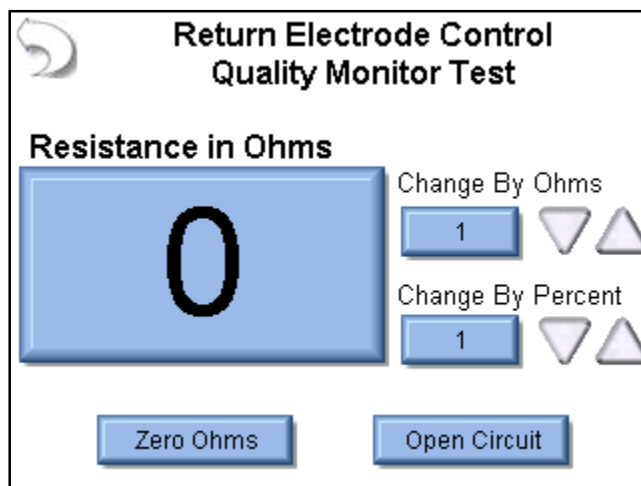 Return Electrode Control
Quality Monitor Test
Resistance in Ohms
0
Change By Ohms
1
Change By Percent
1
Zero Ohms
Open Circuit